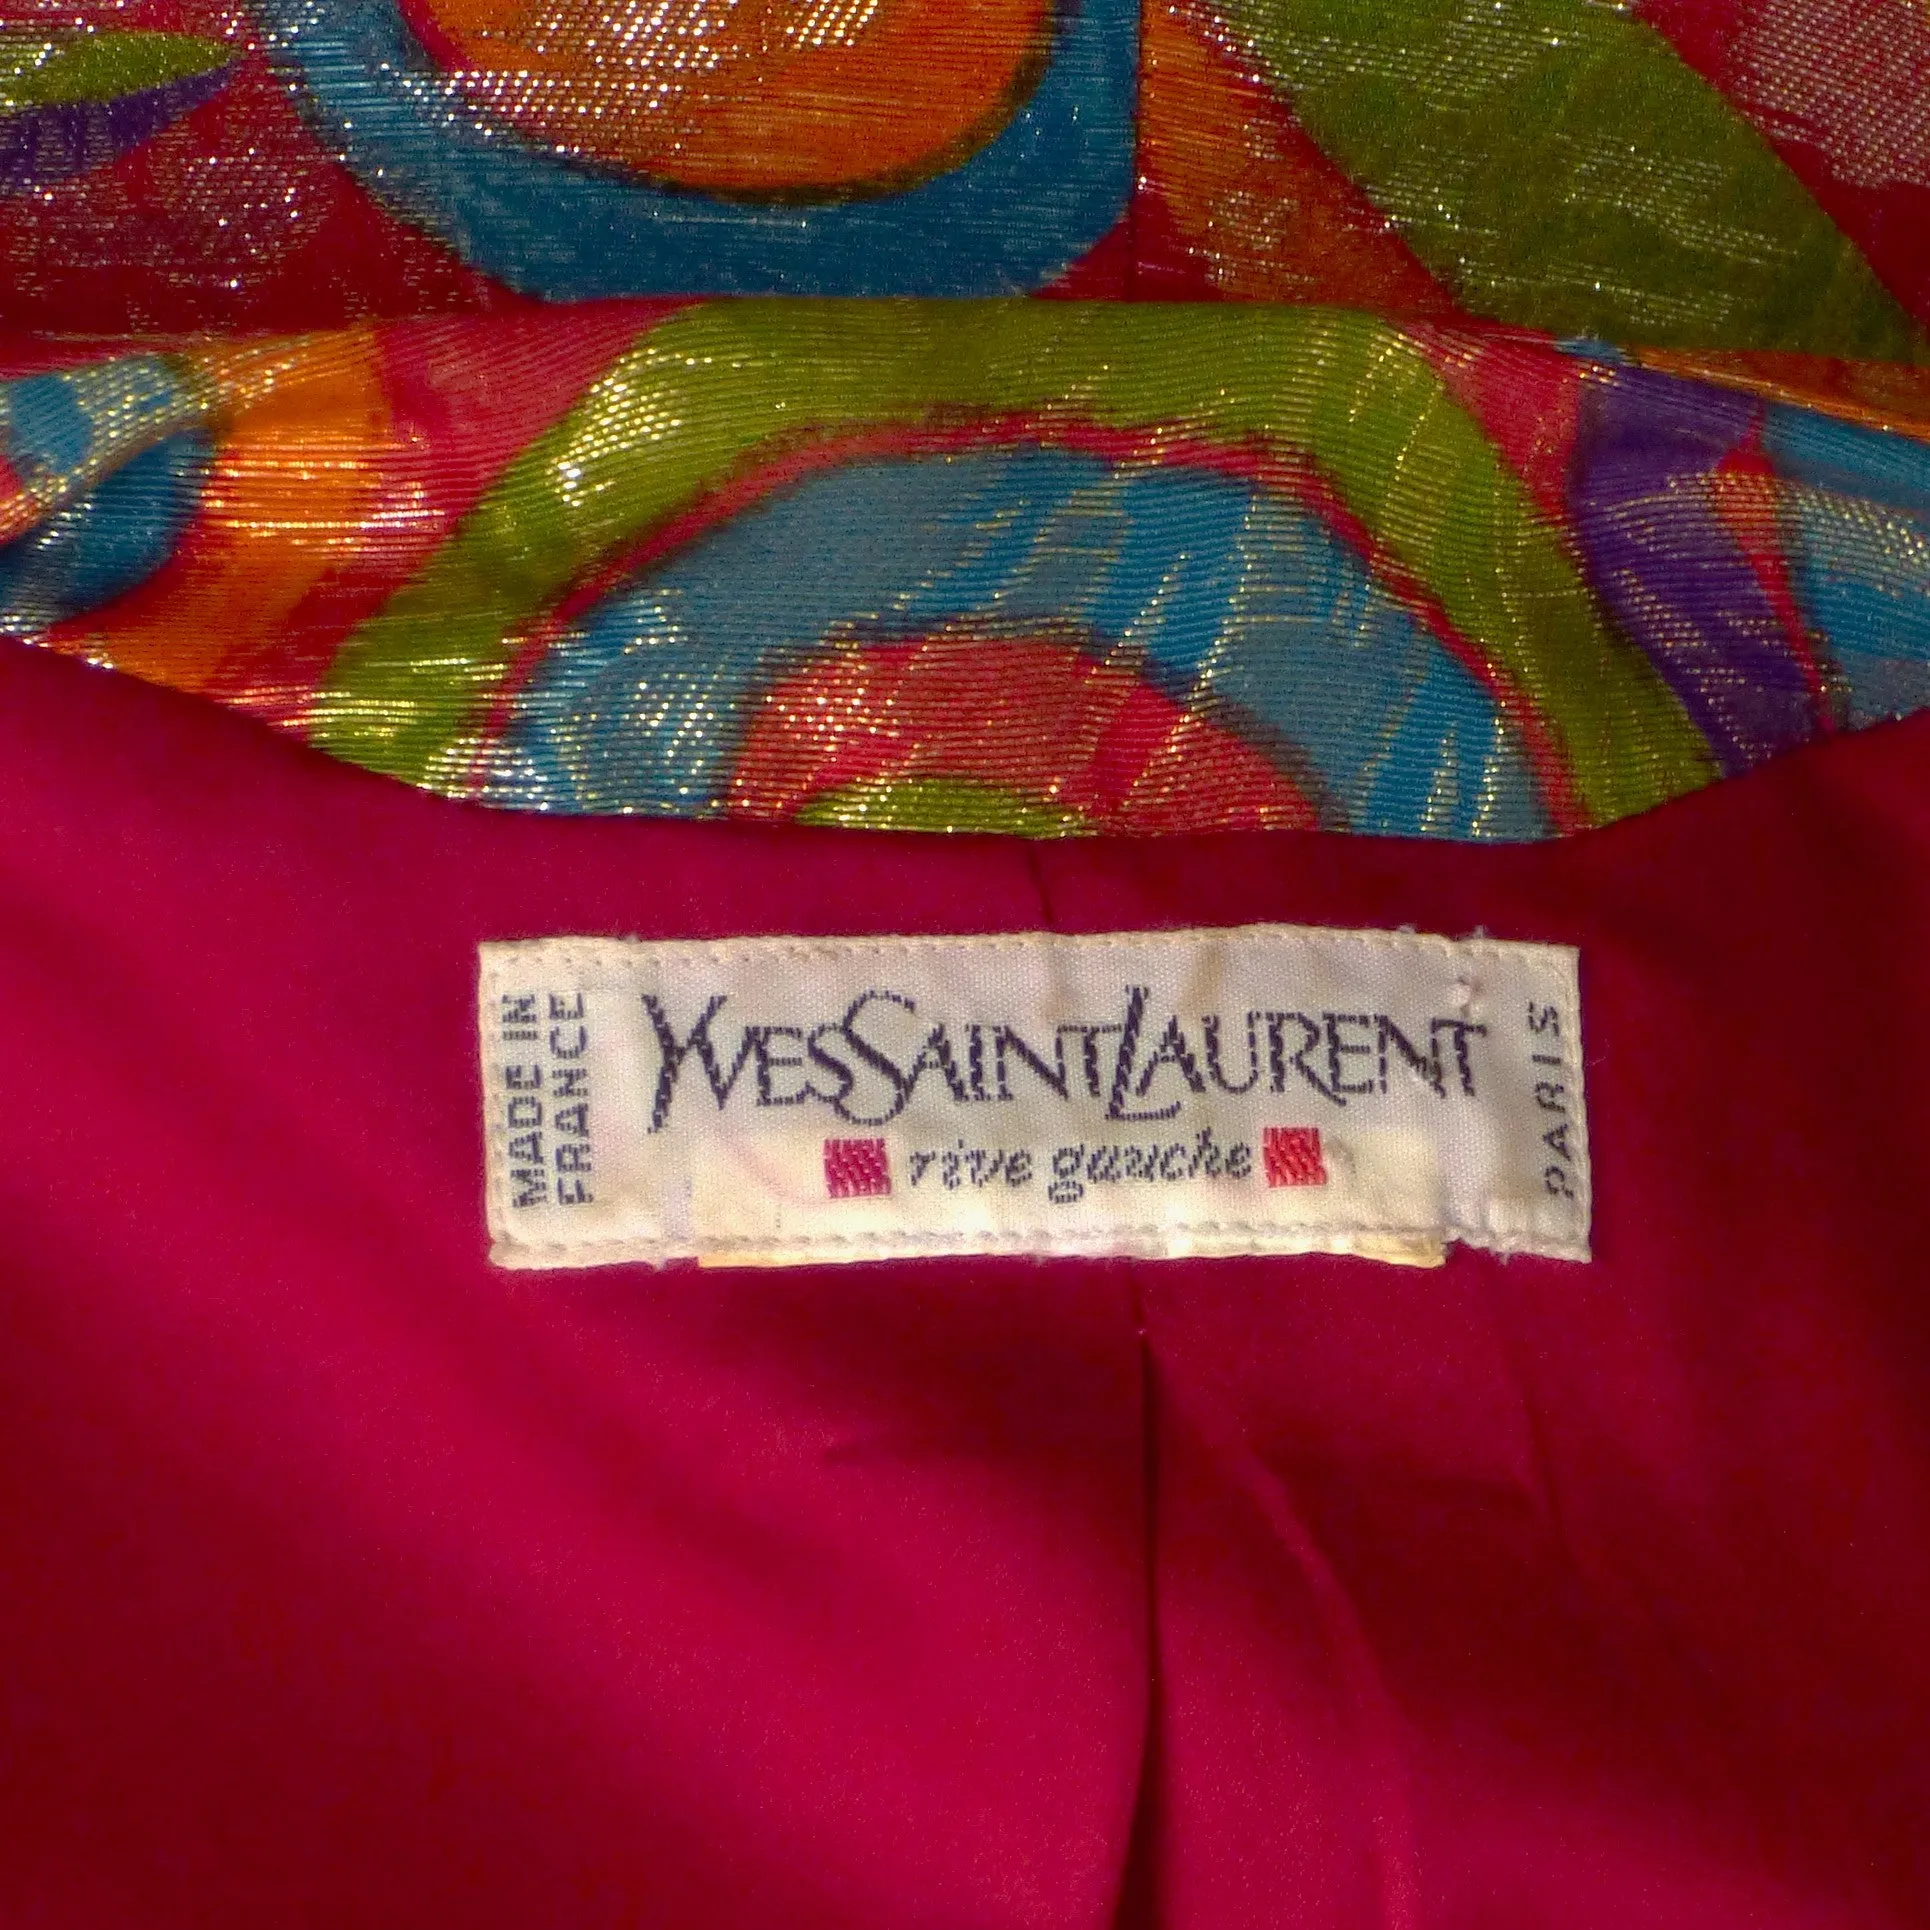 MADE IN
FRANCE
YVESSAINTLAURENT
rive gauche
PARIS